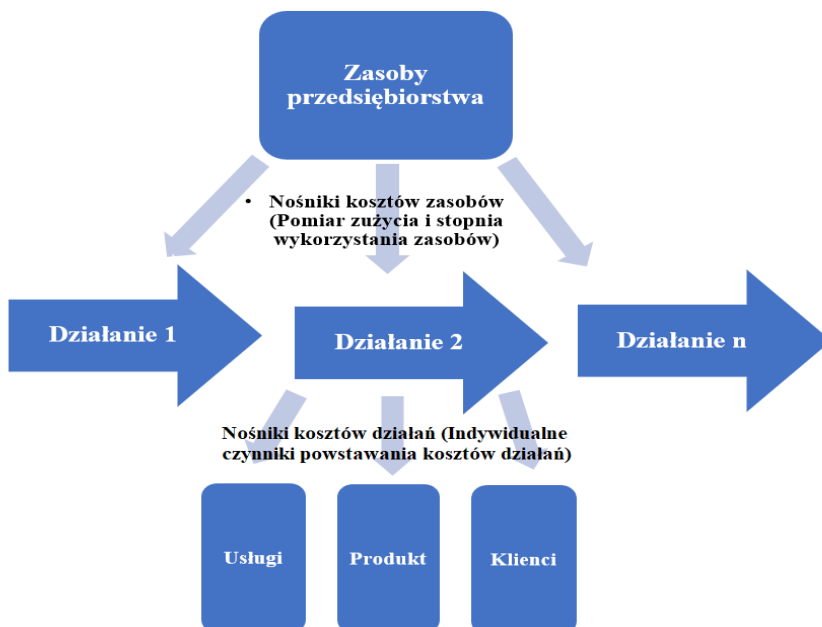 Zasoby
przedsiębiorstwa
• Nośniki kosztów zasobów
(Pomiar zużycia i stopnia
wykorzystania zasobów)
Działanie 1
Działanie 2
Działanie n
Nośniki kosztów działań (Indywidualne
czynniki powstawania kosztów działań)
Usługi
Produkt
Klienci